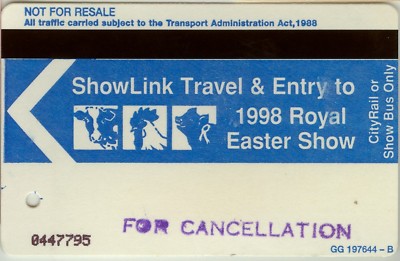 NOT FOR RESALE
All traffic carried subject to the Transport Administration Act,1988
ShowLink Travel & Entry to
1998 Royal
Easter Show
CityRail or
Show Bus Only
FOR CANCELLATION
0447795
GG 197644 – B